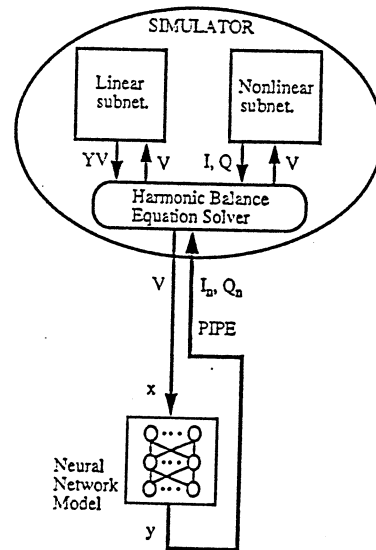 SIMULATOR
Linear
subnet.
Nonlinear
subnet.
YV
V
I, Q
V
Harmonic Balance
Equation Solver
V
Iₙ, Qₙ
PIPE
x
Neural
Network
Model
y